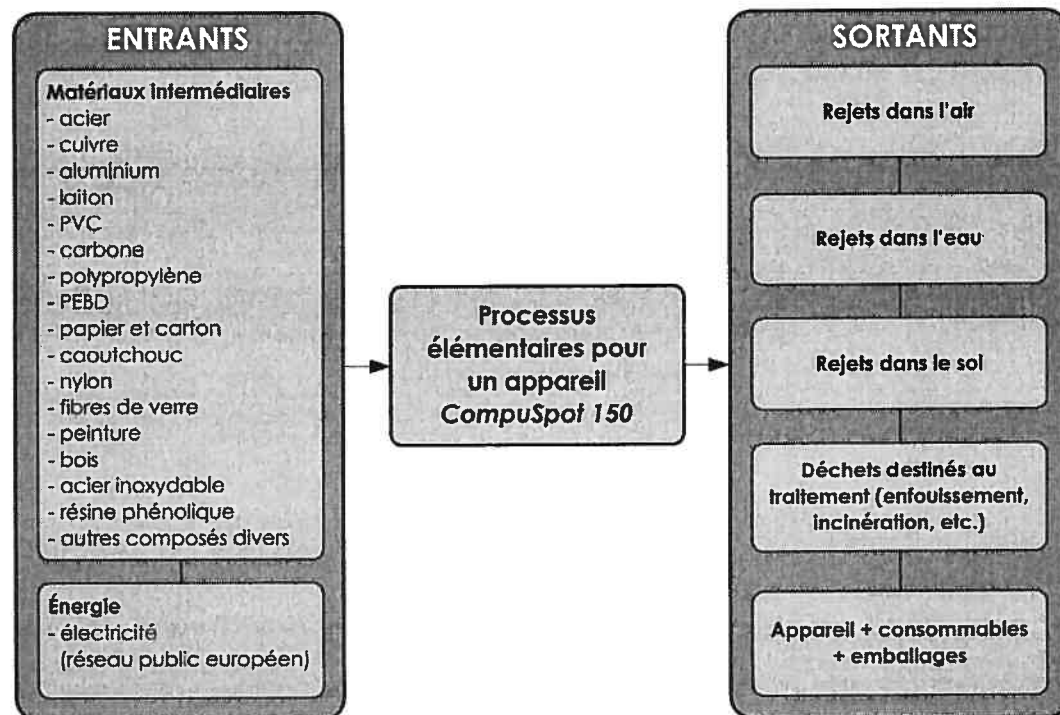 ENTRANTS
Matériaux intermédiaires
- acier
- cuivre
- aluminium
- laiton
- PVC
- carbone
- polypropylène
- PEBD
- papier et carton
- caoutchouc
- nylon
- fibres de verre
- peinture
- bois
- acier inoxydable
- résine phénolique
- autres composés divers
Énergie
- électricité
(réseau public européen)
Processus
élémentaires pour
un appareil
CompuSpot 150
SORTANTS
Rejets dans l'air
Rejets dans l'eau
Rejets dans le sol
Déchets destinés au
traitement (enfouissement,
incinération, etc.)
Appareil + consommables
+ emballages